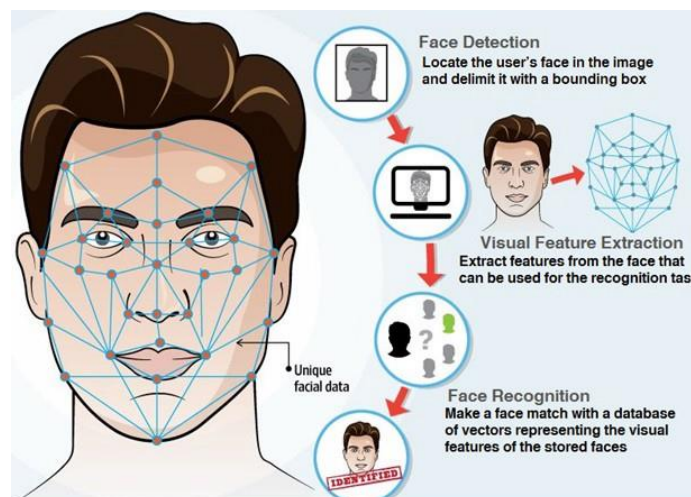 Face Detection
Locate the user's face in the image
and delimit it with a bounding box
Visual Feature Extraction
Extract features from the face that
can be used for the recognition tas
?
Unique
facial data
Face Recognition
Make a face match with a database
of vectors representing the visual
features of the stored faces
IDENTIFIED